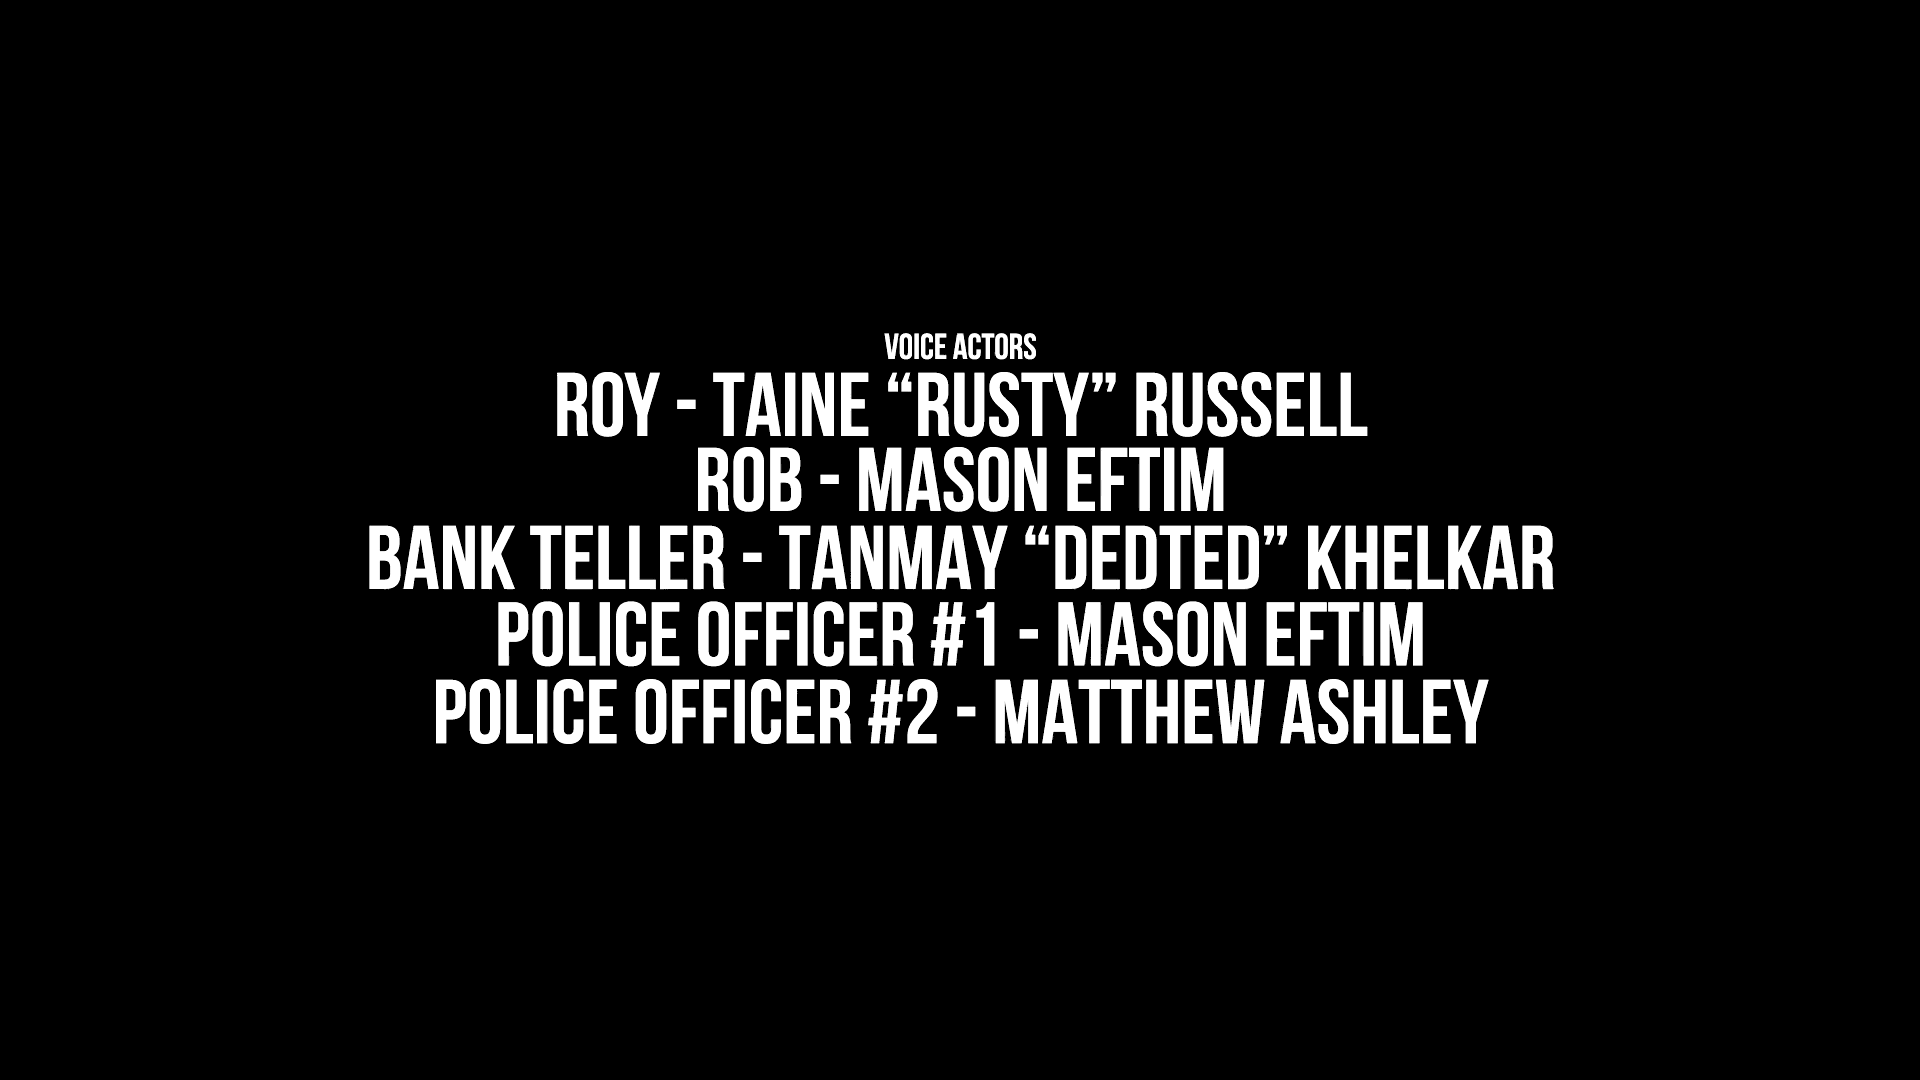 VOICE ACTORS
ROY - TAINE “RUSTY” RUSSELL
ROB - MASON EFTIM
BANK TELLER - TANMAY “DEDTED” KHELKAR
POLICE OFFICER #1 - MASON EFTIM
POLICE OFFICER #2 - MATTHEW ASHLEY